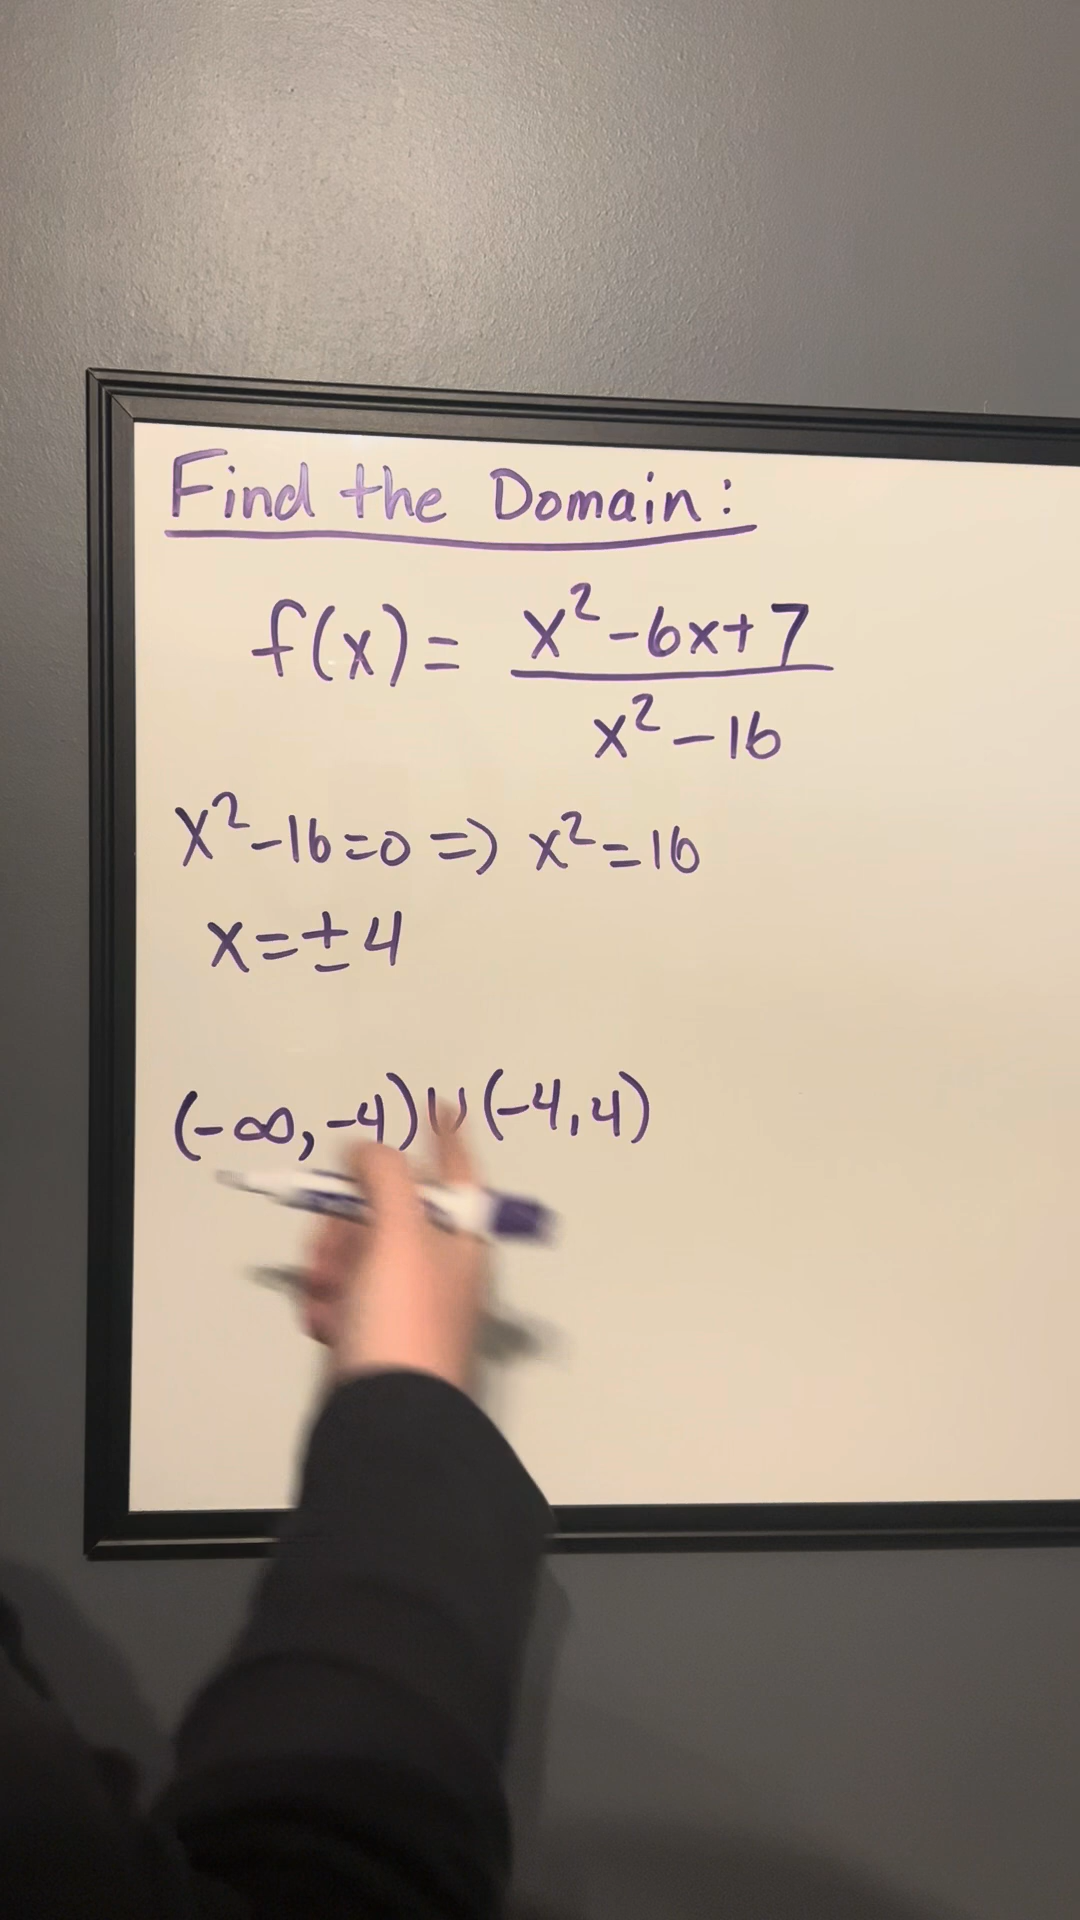 Find the Domain:
f(x) = x²-6x+7
x²-16
x²-16=0 => x²=16
x=±4
(-∞,-4)∪(-4,4)